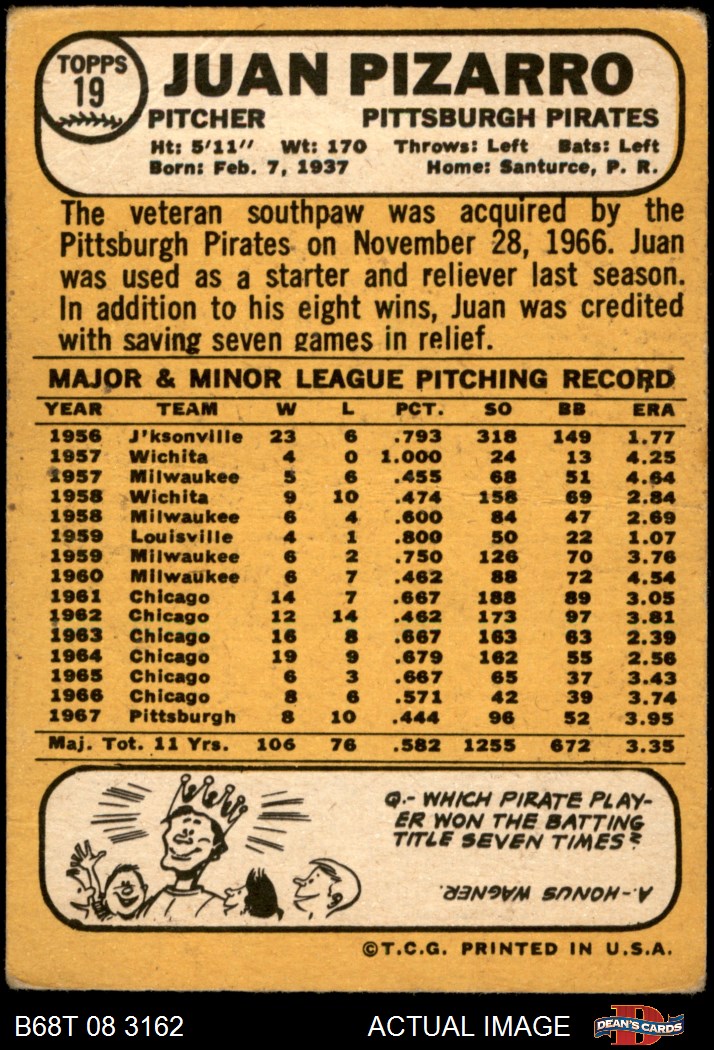 TOPPS
19
JUAN PIZARRO
PITCHER PITTSBURGH PIRATES
Ht: 5'11" Wt: 170 Throws: Left Bats: Left
Born: Feb. 7, 1937 Home: Santurce, P. R.
The veteran southpaw was acquired by the
Pittsburgh Pirates on November 28, 1966. Juan
was used as a starter and reliever last season.
In addition to his eight wins, Juan was credited
with saving seven games in relief.
MAJOR & MINOR LEAGUE PITCHING RECORD
YEAR TEAM W L PCT. SO BB ERA
1956 J'ksonville 23 6 .793 318 149 1.77
1957 Wichita 4 0 1.000 24 13 4.25
1957 Milwaukee 5 6 .455 68 51 4.64
1958 Wichita 9 10 .474 158 69 2.84
1958 Milwaukee 6 4 .600 84 47 2.69
1959 Louisville 4 1 .800 50 22 1.07
1959 Milwaukee 6 2 .750 126 70 3.76
1960 Milwaukee 6 7 .462 88 72 4.54
1961 Chicago 14 7 .667 188 89 3.05
1962 Chicago 12 14 .462 173 97 3.81
1963 Chicago 16 8 .667 163 63 2.39
1964 Chicago 19 9 .679 162 55 2.56
1965 Chicago 6 3 .667 65 37 3.43
1966 Chicago 8 6 .571 42 39 3.74
1967 Pittsburgh 8 10 .444 96 52 3.95
Maj. Tot. 11 Yrs. 106 76 .582 1255 672 3.35
Q.- WHICH PIRATE PLAY-
ER WON THE BATTING
TITLE SEVEN TIMES?
A.-HONUS WAGNER.
©T.C.G. PRINTED IN U.S.A.
B68T 08 3162 ACTUAL IMAGE DEAN'S CARDS